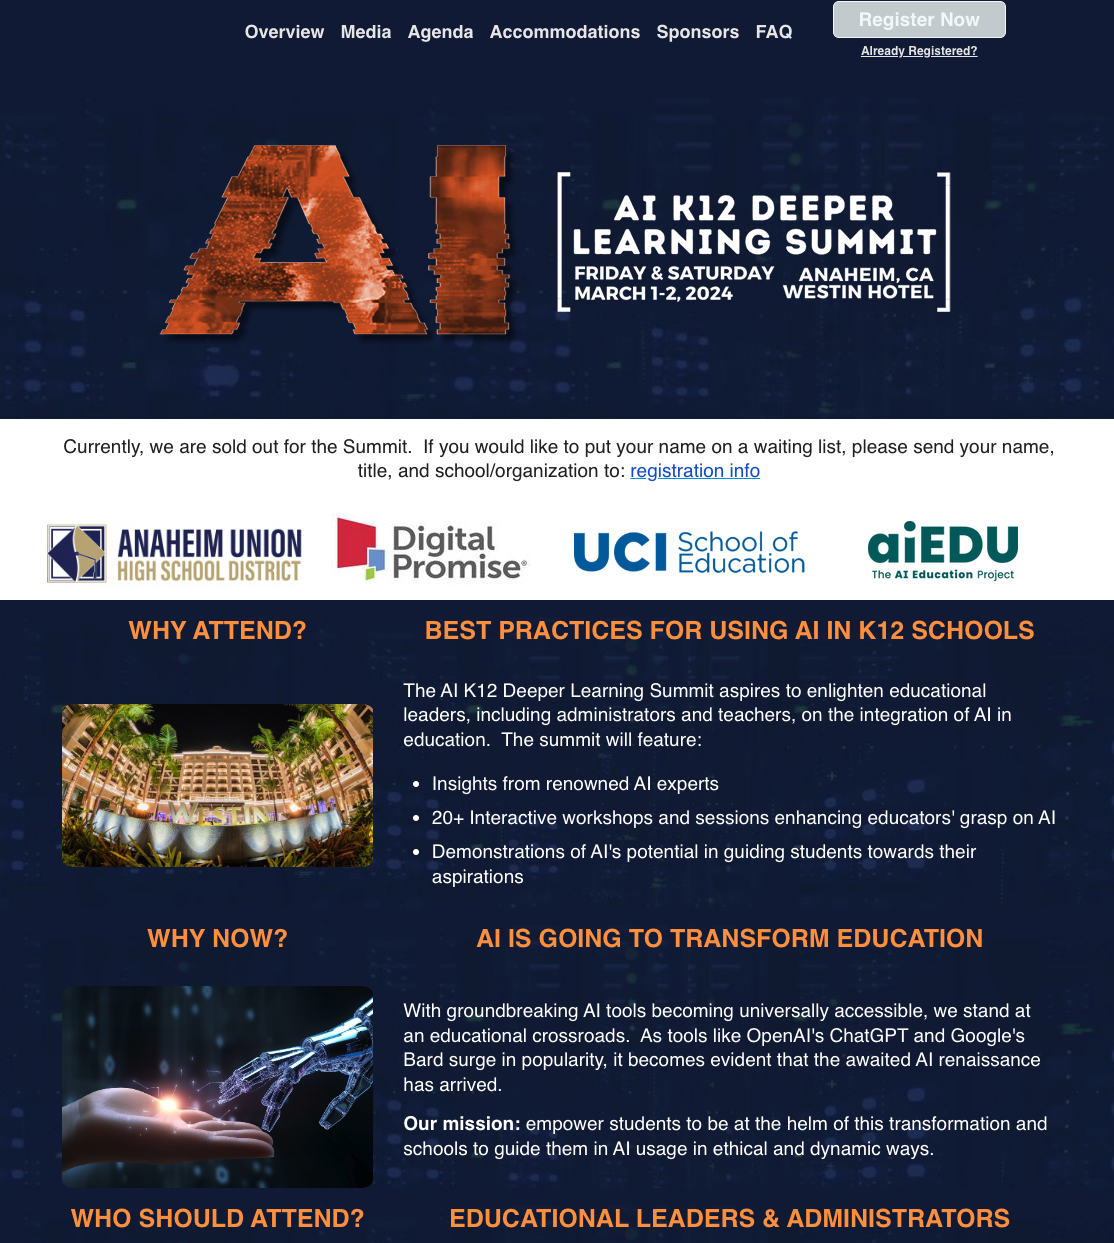 Overview Media Agenda Accommodations Sponsors FAQ
Register Now
Already Registered?
AI
AI K12 DEEPER
LEARNING SUMMIT
FRIDAY & SATURDAY
MARCH 1-2, 2024
ANAHEIM, CA
WESTIN HOTEL
Currently, we are sold out for the Summit.  If you would like to put your name on a waiting list, please send your name,
title, and school/organization to: registration info
ANAHEIM UNION
HIGH SCHOOL DISTRICT
Digital
Promise®
UCI School of
Education
aiEDU
The AI Education Project
WHY ATTEND?
WESTIN
BEST PRACTICES FOR USING AI IN K12 SCHOOLS
The AI K12 Deeper Learning Summit aspires to enlighten educational
leaders, including administrators and teachers, on the integration of AI in
education.  The summit will feature:
• Insights from renowned AI experts
• 20+ Interactive workshops and sessions enhancing educators' grasp on AI
• Demonstrations of AI's potential in guiding students towards their
aspirations
WHY NOW?
AI IS GOING TO TRANSFORM EDUCATION
With groundbreaking AI tools becoming universally accessible, we stand at
an educational crossroads.  As tools like OpenAI's ChatGPT and Google's
Bard surge in popularity, it becomes evident that the awaited AI renaissance
has arrived.
Our mission: empower students to be at the helm of this transformation and
schools to guide them in AI usage in ethical and dynamic ways.
WHO SHOULD ATTEND?
EDUCATIONAL LEADERS & ADMINISTRATORS